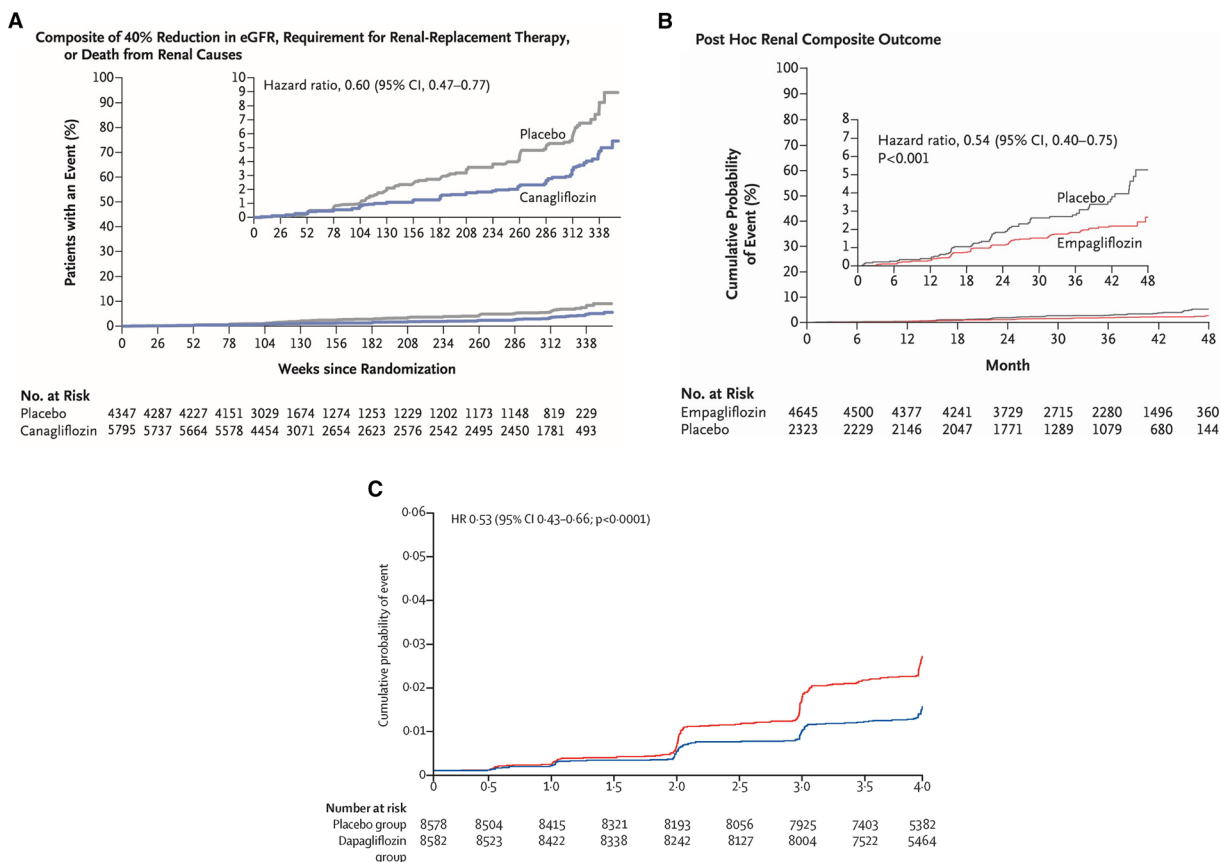 A
Composite of 40% Reduction in eGFR, Requirement for Renal-Replacement Therapy,
or Death from Renal Causes
Patients with an Event (%)
100
90
80
70
60
50
40
30
20
10
0
0 26 52 78 104 130 156 182 208 234 260 286 312 338
Weeks since Randomization
10
9
8
7
6
5
4
3
2
1
0
Hazard ratio, 0.60 (95% CI, 0.47–0.77)
Placebo
Canagliflozin
0 26 52 78 104 130 156 182 208 234 260 286 312 338
No. at Risk
Placebo 4347 4287 4227 4151 3029 1674 1274 1253 1229 1202 1173 1148 819 229
Canagliflozin 5795 5737 5664 5578 4454 3071 2654 2623 2576 2542 2495 2450 1781 493
B
Post Hoc Renal Composite Outcome
Cumulative Probability
of Event (%)
100
90
80
70
60
50
40
30
20
10
0
0 6 12 18 24 30 36 42 48
Month
8
7
6
5
4
3
2
1
0
Hazard ratio, 0.54 (95% CI, 0.40–0.75)
P<0.001
Placebo
Empagliflozin
0 6 12 18 24 30 36 42 48
No. at Risk
Empagliflozin 4645 4500 4377 4241 3729 2715 2280 1496 360
Placebo 2323 2229 2146 2047 1771 1289 1079 680 144
C
Cumulative probability of event
0·06
0·05
0·04
0·03
0·02
0·01
0
HR 0·53 (95% CI 0·43–0·66; p<0·0001)
0 0·5 1·0 1·5 2·0 2·5 3·0 3·5 4·0
Number at risk
Placebo group 8578 8504 8415 8321 8193 8056 7925 7403 5382
Dapagliflozin 8582 8523 8422 8338 8242 8127 8004 7522 5464
group